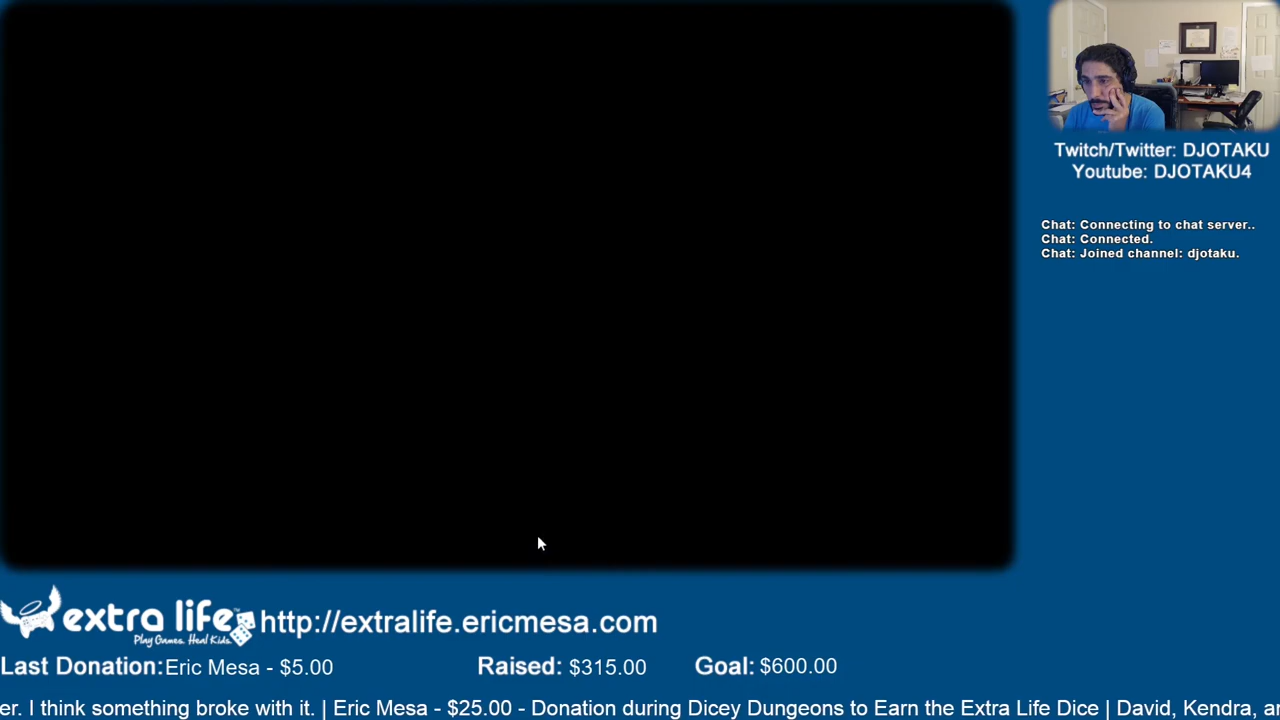 Twitch/Twitter: DJOTAKU
Youtube: DJOTAKU4
Chat: Connecting to chat server..
Chat: Connected.
Chat: Joined channel: djotaku.
extra life
Play Games. Heal Kids.
http://extralife.ericmesa.com
Last Donation: Eric Mesa - $5.00
Raised: $315.00
Goal: $600.00
er. I think something broke with it. | Eric Mesa - $25.00 - Donation during Dicey Dungeons to Earn the Extra Life Dice | David, Kendra, an